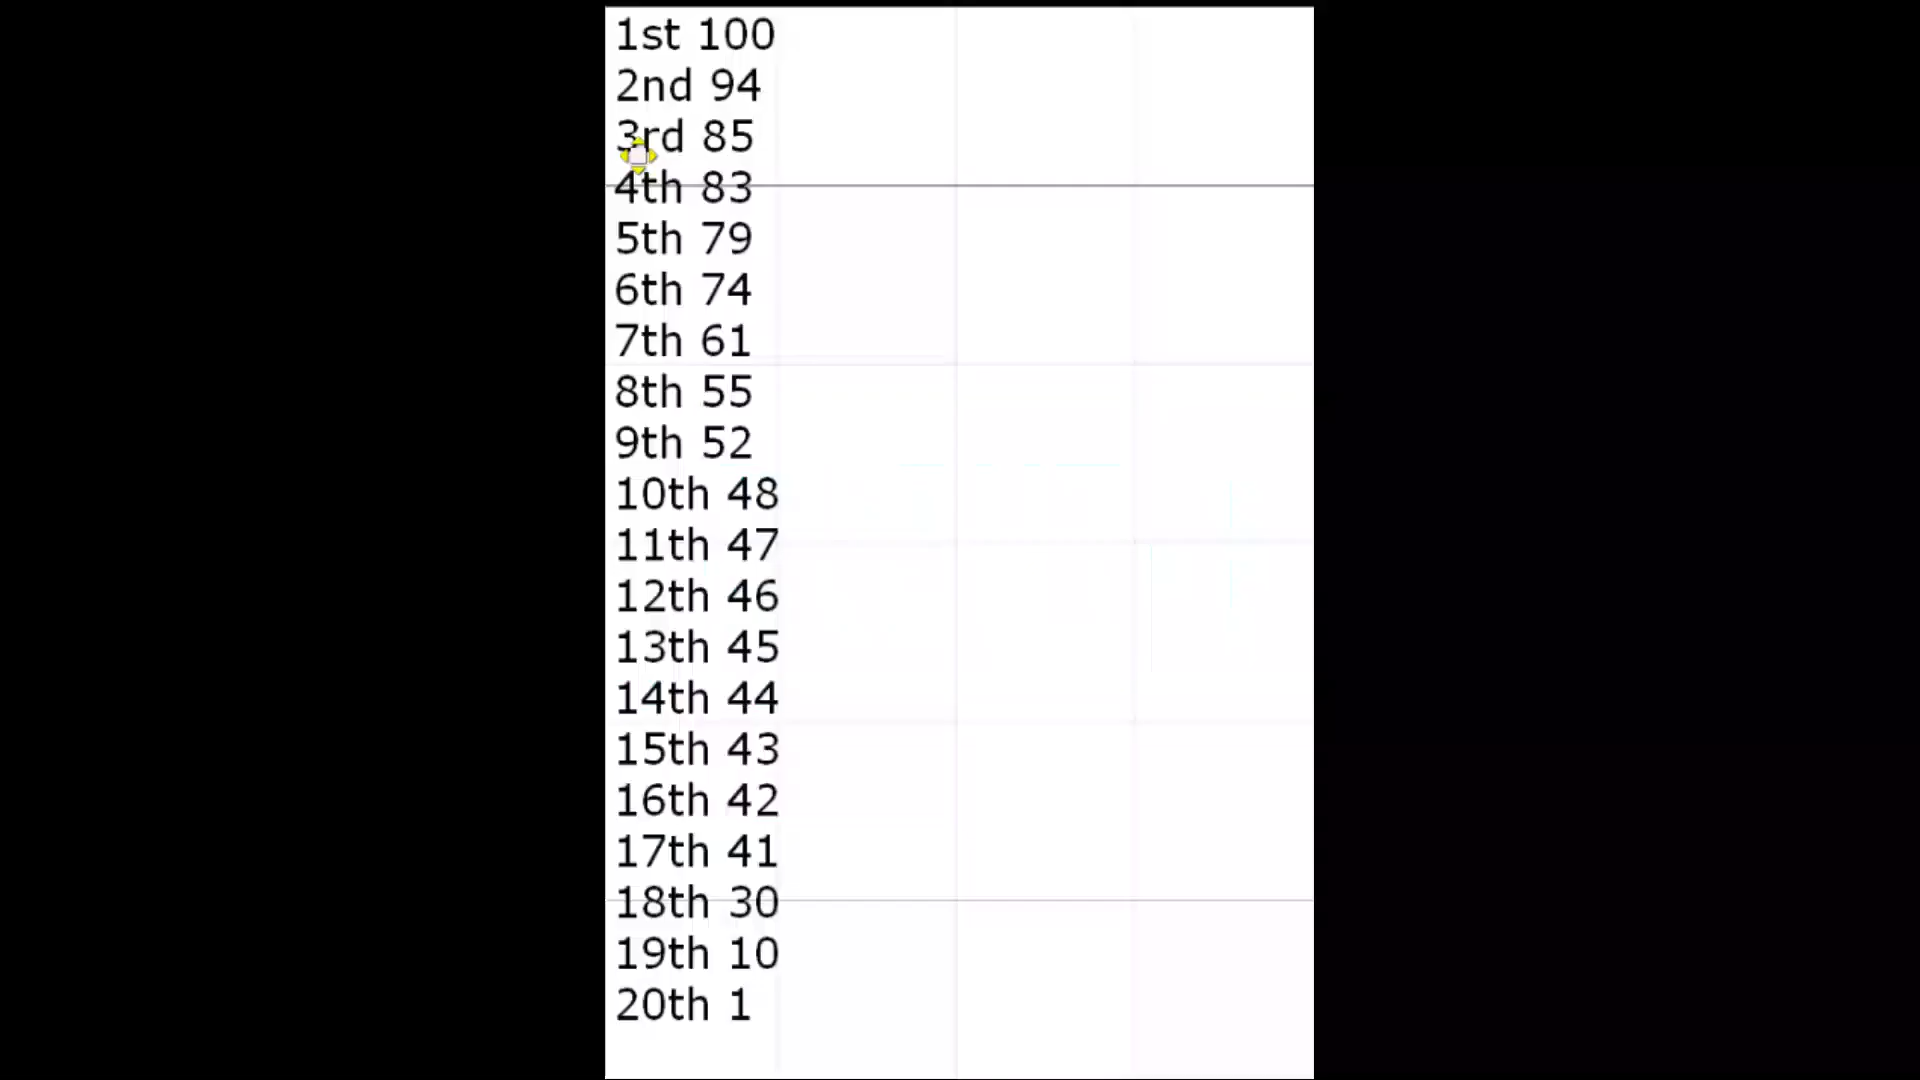 1st 100
2nd 94
3rd 85
4th 83
5th 79
6th 74
7th 61
8th 55
9th 52
10th 48
11th 47
12th 46
13th 45
14th 44
15th 43
16th 42
17th 41
18th 30
19th 10
20th 1